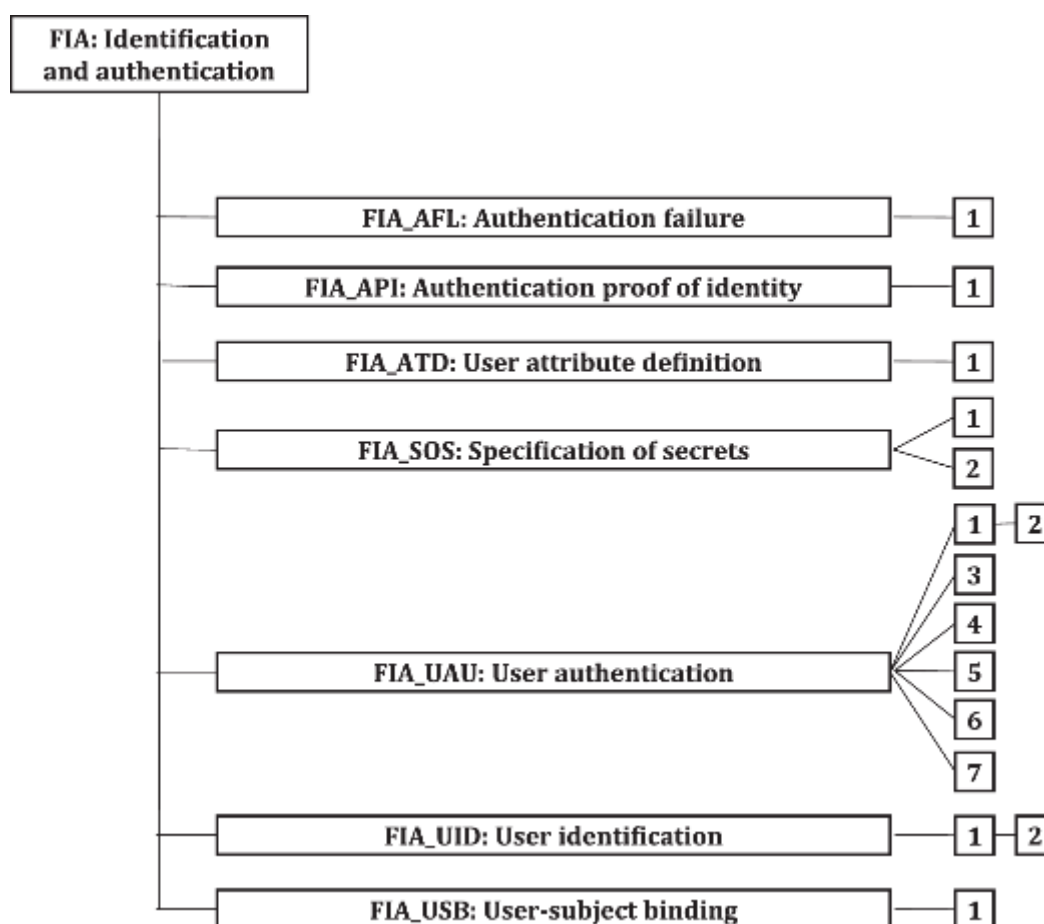 FIA: Identification
and authentication
FIA_AFL: Authentication failure
1
FIA_API: Authentication proof of identity
1
FIA_ATD: User attribute definition
1
FIA_SOS: Specification of secrets
1
2
FIA_UAU: User authentication
1
2
3
4
5
6
7
FIA_UID: User identification
1
2
FIA_USB: User-subject binding
1